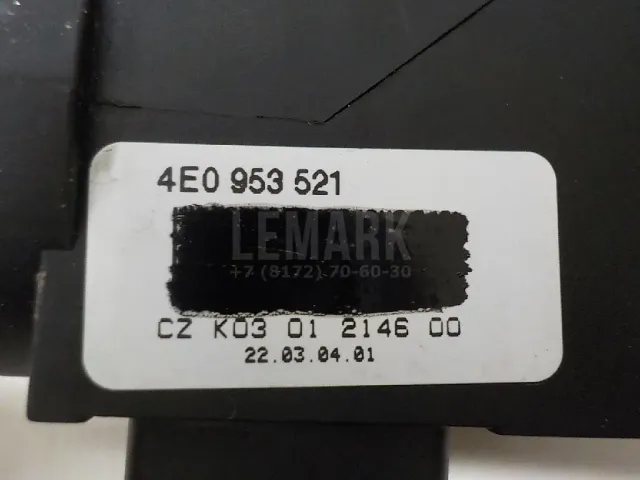 4E0 953 521
LEMARK
+7 (8172) 70-60-30
CZ K03 01 2146 00
22.03.04.01